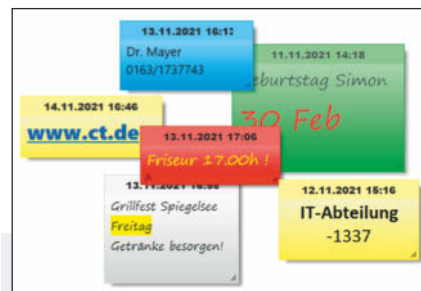 13.11.2021 16:12
Dr. Mayer
0163/1737743
11.11.2021 14:18
Geburtstag Simon
30 Feb
14.11.2021 16:46
www.ct.de
13.11.2021 17:06
Friseur 17.00h !
Grillfest Spiegelsee
Freitag
Getränke besorgen!
12.11.2021 15:16
IT-Abteilung
-1337